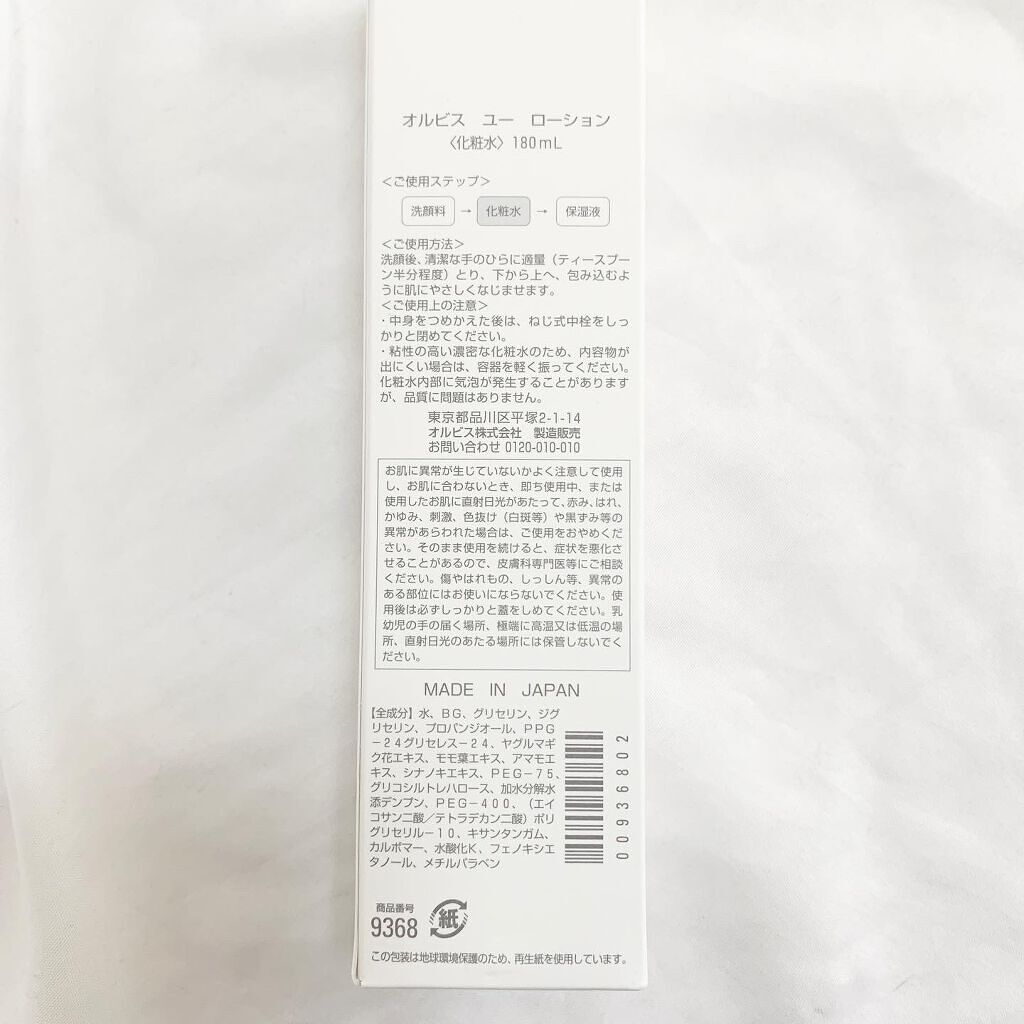 オルビス ユー ローション
〈化粧水〉180mL
＜ご使用ステップ＞
洗顔料 → 化粧水 → 保湿液
＜ご使用方法＞
洗顔後、清潔な手のひらに適量（ティースプー
ン半分程度）とり、下から上へ、包み込むよ
うに肌にやさしくなじませます。
＜ご使用上の注意＞
・中身をつめかえた後は、ねじ式中栓をしっ
かりと閉めてください。
・粘性の高い濃密な化粧水のため、内容物が
出にくい場合は、容器を軽く振ってください。
化粧水内部に気泡が発生することがあります
が、品質に問題はありません。
東京都品川区平塚2-1-14
オルビス株式会社 製造販売
お問い合わせ 0120-010-010
お肌に異常が生じていないかよく注意して使用
し、お肌に合わないとき、即ち使用中、または
使用したお肌に直射日光があたって、赤み、はれ、
かゆみ、刺激、色抜け（白斑等）や黒ずみ等の
異常があらわれた場合は、ご使用をおやめくだ
さい。そのまま使用を続けると、症状を悪化さ
せることがあるので、皮膚科専門医等にご相談
ください。傷やはれもの、しっしん等、異常の
ある部位にはお使いにならないでください。使
用後は必ずしっかりと蓋をしめてください。乳
幼児の手の届く場所、極端に高温又は低温の場
所、直射日光のあたる場所には保管しないでく
ださい。
MADE IN JAPAN
【全成分】水、ＢＧ、グリセリン、ジグ
リセリン、プロパンジオール、ＰＰＧ
－２４グリセレス－２４、ヤグルマギ
ク花エキス、モモ葉エキス、アマモエ
キス、シナノキエキス、ＰＥＧ－７５、
グリコシルトレハロース、加水分解水
添デンプン、ＰＥＧ－４００、（エイ
コサン二酸／テトラデカン二酸）ポリ
グリセリル－１０、キサンタンガム、
カルボマー、水酸化Ｋ、フェノキシエ
タノール、メチルパラベン
00936802
商品番号
9368
紙
この包装は地球環境保護のため、再生紙を使用しています。